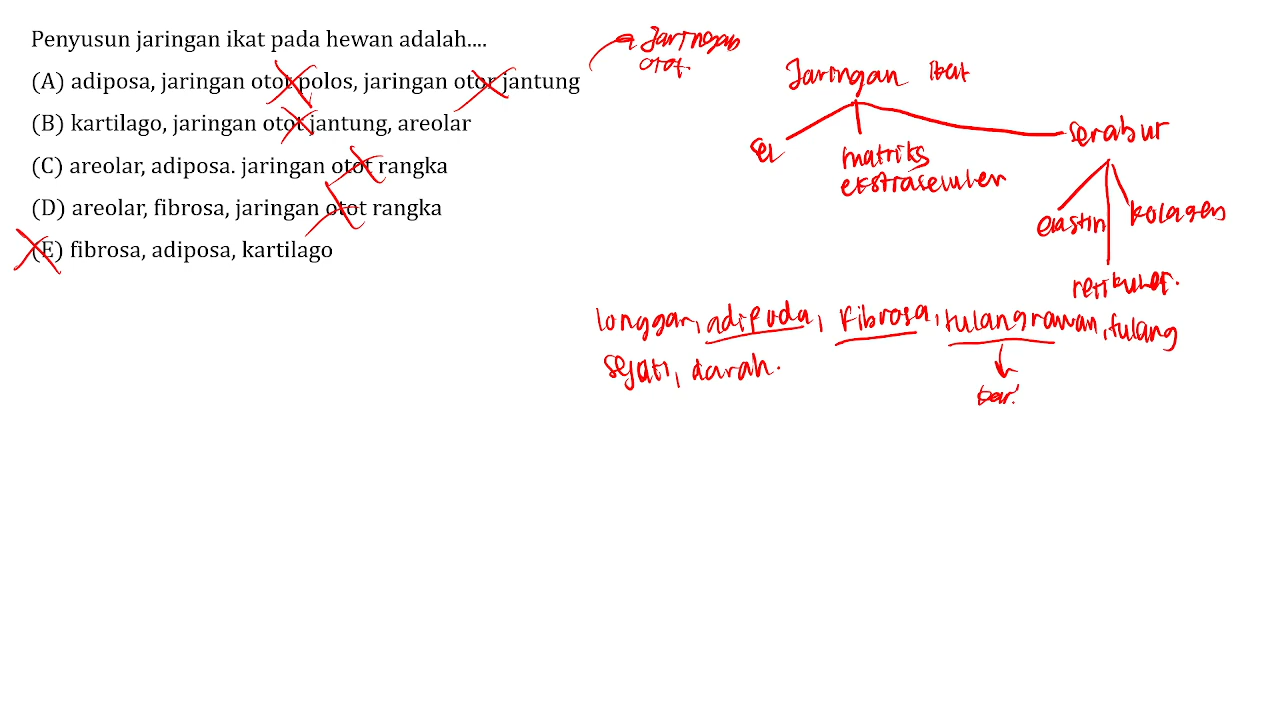 Penyusun jaringan ikat pada hewan adalah....
(A) adiposa, jaringan otot polos, jaringan otot jantung
(B) kartilago, jaringan otot jantung, areolar
(C) areolar, adiposa. jaringan otot rangka
(D) areolar, fibrosa, jaringan otot rangka
(E) fibrosa, adiposa, kartilago
Jaringan
otot
Jaringan ikat
sel
matriks
ekstraseluler
serabut
elastin
kolagen
retikuler.
longgar, adiposa, fibrosa, tulang rawan, tulang
sejati, darah.